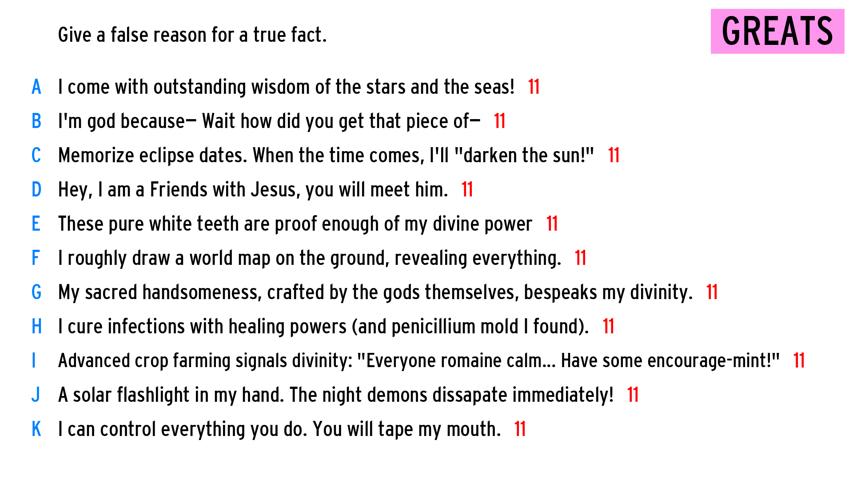 Give a false reason for a true fact.
GREATS
A I come with outstanding wisdom of the stars and the seas! 11
B I'm god because— Wait how did you get that piece of— 11
C Memorize eclipse dates. When the time comes, I'll "darken the sun!" 11
D Hey, I am a Friends with Jesus, you will meet him. 11
E These pure white teeth are proof enough of my divine power 11
F I roughly draw a world map on the ground, revealing everything. 11
G My sacred handsomeness, crafted by the gods themselves, bespeaks my divinity. 11
H I cure infections with healing powers (and penicillium mold I found). 11
I Advanced crop farming signals divinity: "Everyone romaine calm... Have some encourage-mint!" 11
J A solar flashlight in my hand. The night demons dissapate immediately! 11
K I can control everything you do. You will tape my mouth. 11